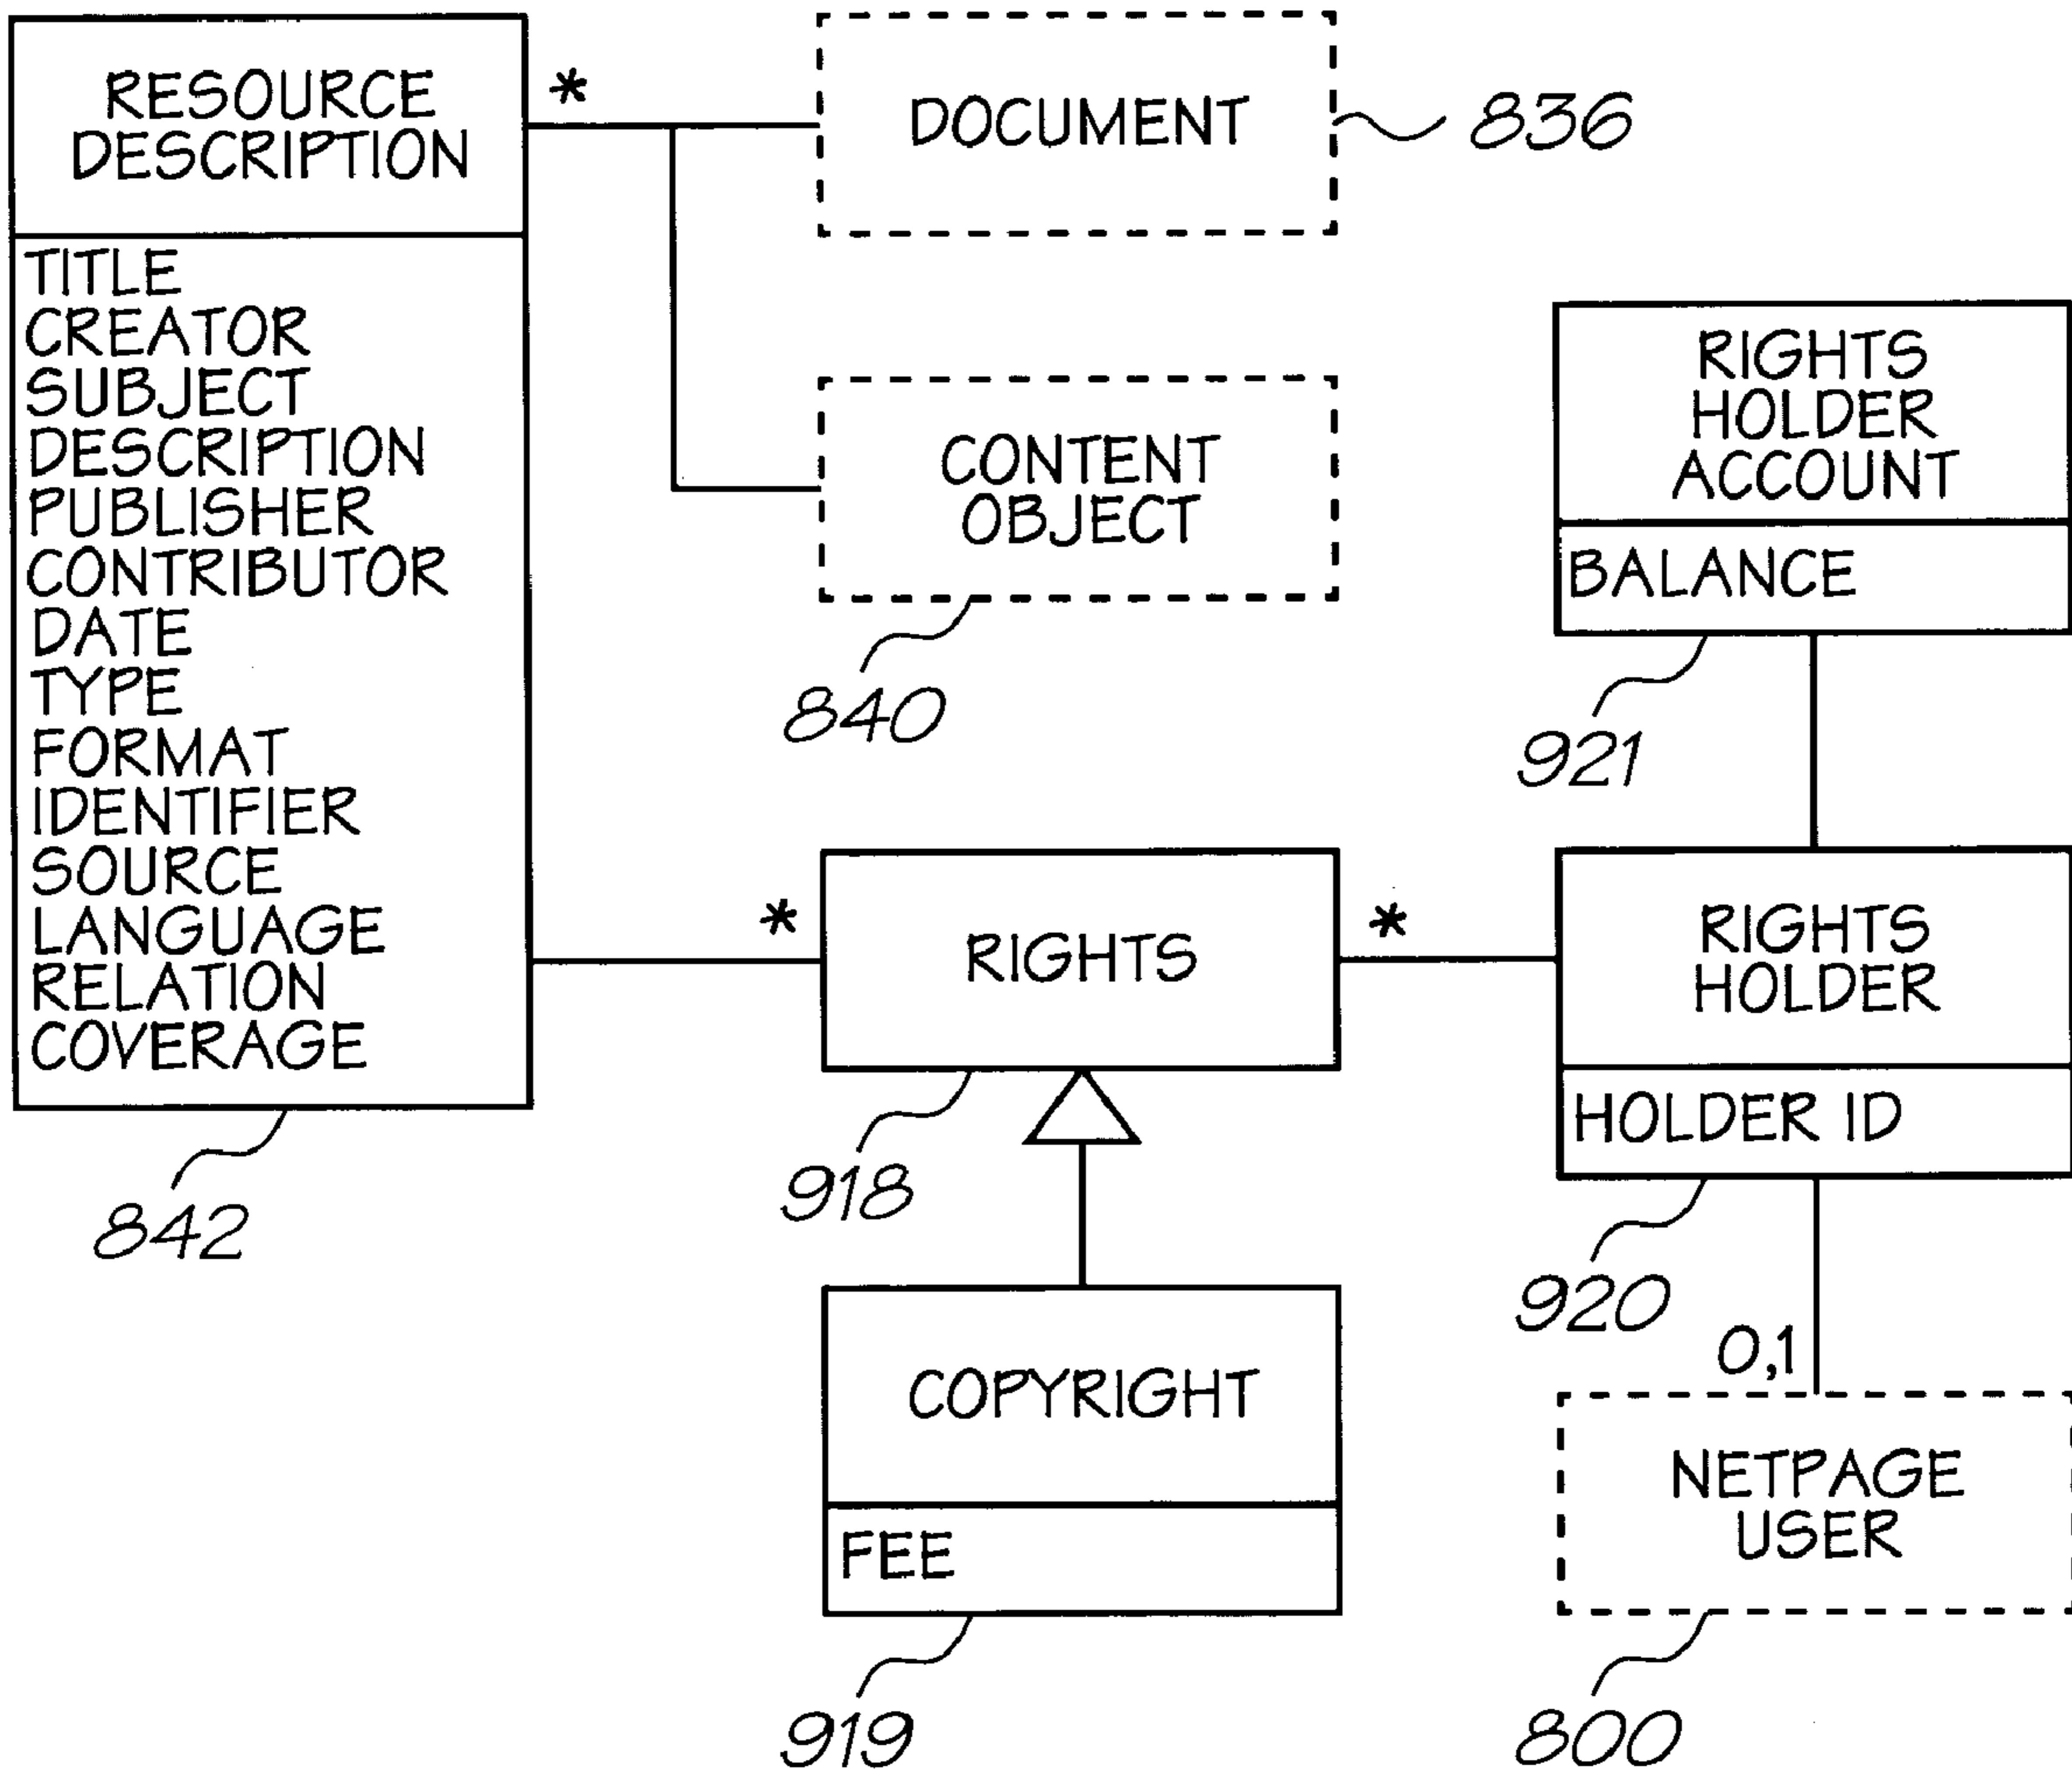 RESOURCE
DESCRIPTION
TITLE
CREATOR
SUBJECT
DESCRIPTION
PUBLISHER
CONTRIBUTOR
DATE
TYPE
FORMAT
IDENTIFIER
SOURCE
LANGUAGE
RELATION
COVERAGE
842
*
DOCUMENT
836
CONTENT
OBJECT
840
RIGHTS
HOLDER
ACCOUNT
BALANCE
921
*
RIGHTS
918
*
RIGHTS
HOLDER
HOLDER ID
920
COPYRIGHT
FEE
919
0,1
NETPAGE
USER
800